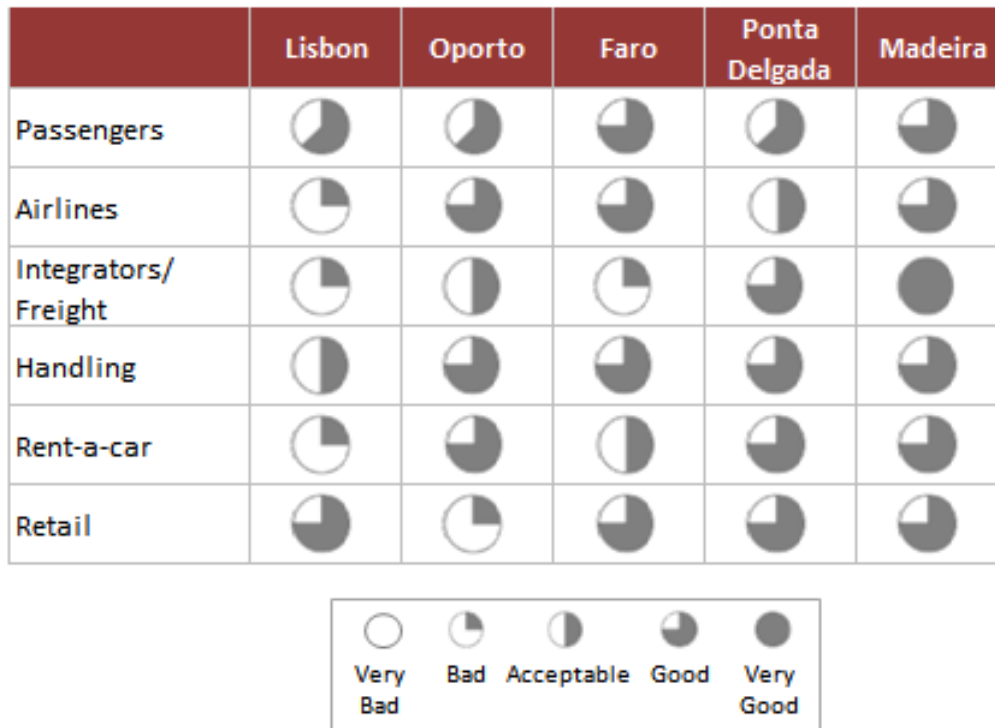 Lisbon Oporto Faro Ponta Delgada Madeira
Passengers
Airlines
Integrators/
Freight
Handling
Rent-a-car
Retail
Very Bad Bad Acceptable Good Very Good